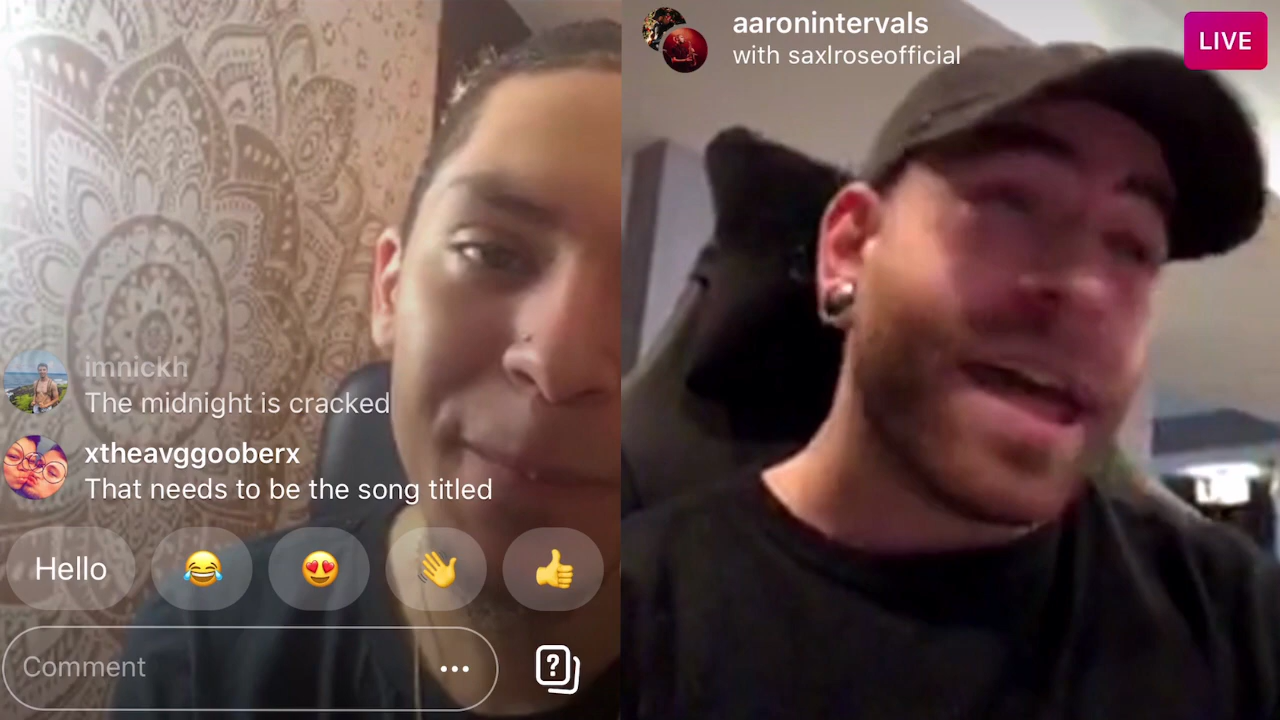 aaronintervals
with saxlroseofficial
LIVE
imnickh
The midnight is cracked
xtheavggooberx
That needs to be the song titled
Hello
Comment